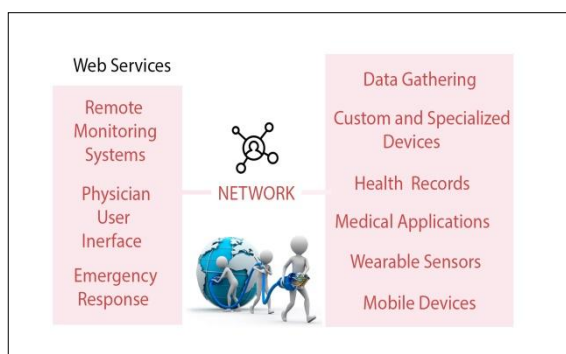 Web Services
Remote
Monitoring
Systems
Physician
User
Inerface
Emergency
Response
NETWORK
Data Gathering
Custom and Specialized
Devices
Health Records
Medical Applications
Wearable Sensors
Mobile Devices